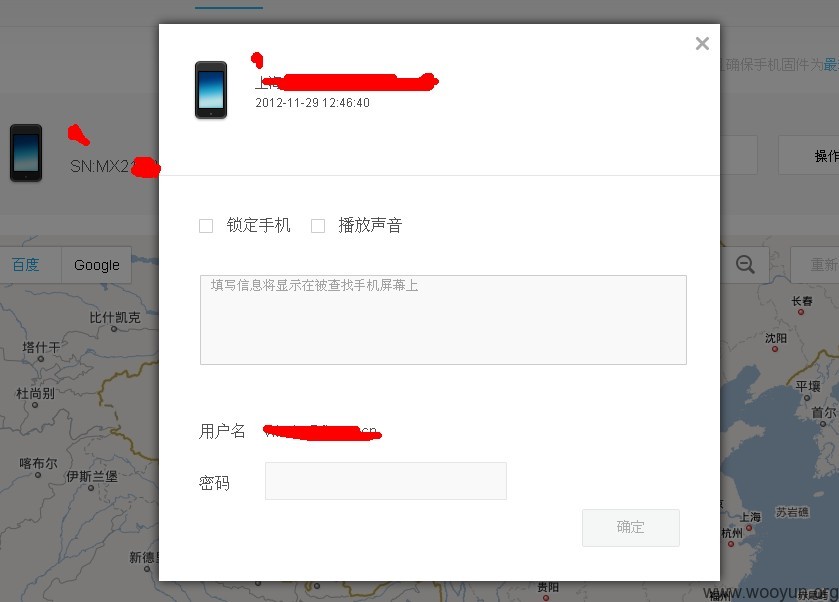 上海
2012-11-29 12:46:40
确保手机固件为最
SN:MX2
操作
锁定手机
播放声音
百度
Google
重新
填写信息将显示在被查找手机屏幕上
长春
比什凯克
沈阳
塔什干
平壤
杜尚别
首尔
用户名
cn
喀布尔
伊斯兰堡
密码
上海
苏岩礁
杭州
确定
新德里
贵阳
福州
www.wooyun.org